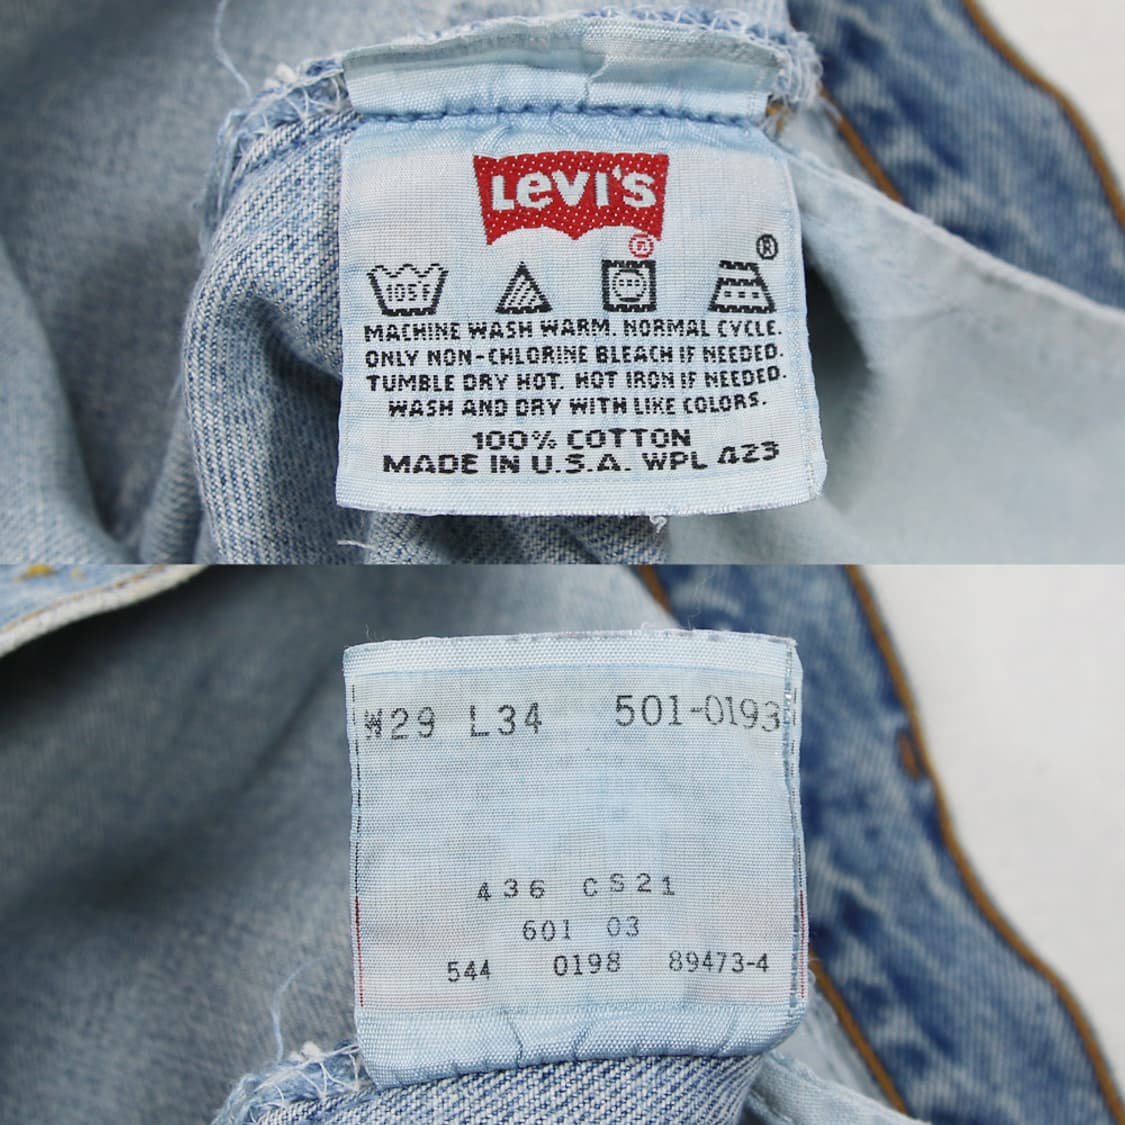 LEVI'S
®
®
105F
MACHINE WASH WARM. NORMAL CYCLE.
ONLY NON-CHLORINE BLEACH IF NEEDED.
TUMBLE DRY HOT. HOT IRON IF NEEDED.
WASH AND DRY WITH LIKE COLORS.
100% COTTON
MADE IN U.S.A. WPL 423
W29 L34 501-0193
436 CS21
601 03
544 0198 89473-4